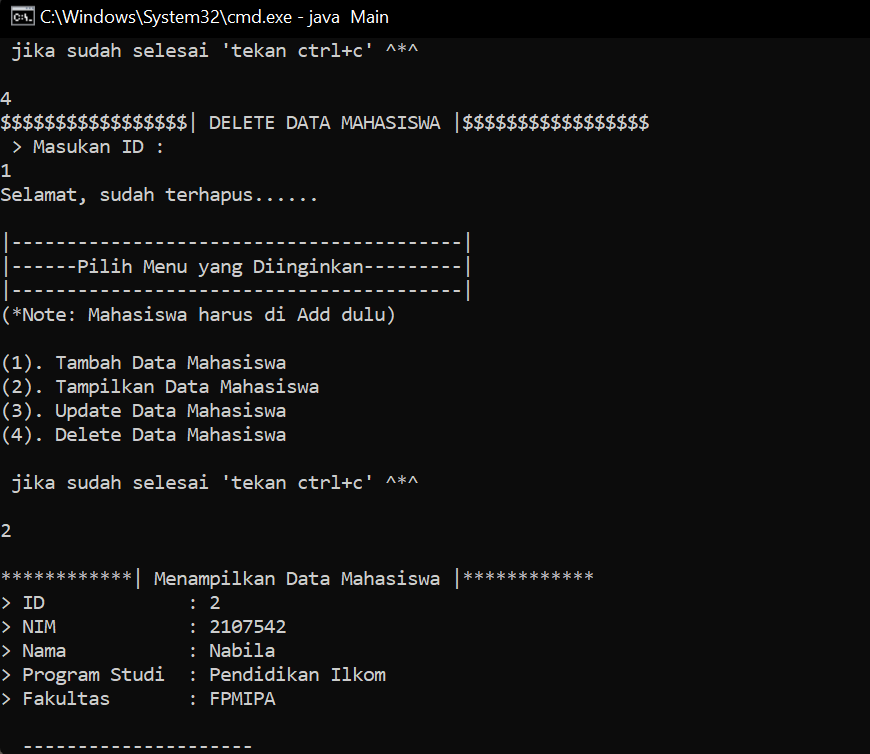 C:\Windows\System32\cmd.exe - java  Main
 jika sudah selesai 'tekan ctrl+c' ^*^
4
$$$$$$$$$$$$$$$$$| DELETE DATA MAHASISWA |$$$$$$$$$$$$$$$$$
 > Masukan ID :
1
Selamat, sudah terhapus......
|-----------------------------------------|
|------Pilih Menu yang Diinginkan---------|
|-----------------------------------------|
(*Note: Mahasiswa harus di Add dulu)
(1). Tambah Data Mahasiswa
(2). Tampilkan Data Mahasiswa
(3). Update Data Mahasiswa
(4). Delete Data Mahasiswa
 jika sudah selesai 'tekan ctrl+c' ^*^
2
************| Menampilkan Data Mahasiswa |************
> ID             : 2
> NIM            : 2107542
> Nama           : Nabila
> Program Studi  : Pendidikan Ilkom
> Fakultas       : FPMIPA
  ---------------------